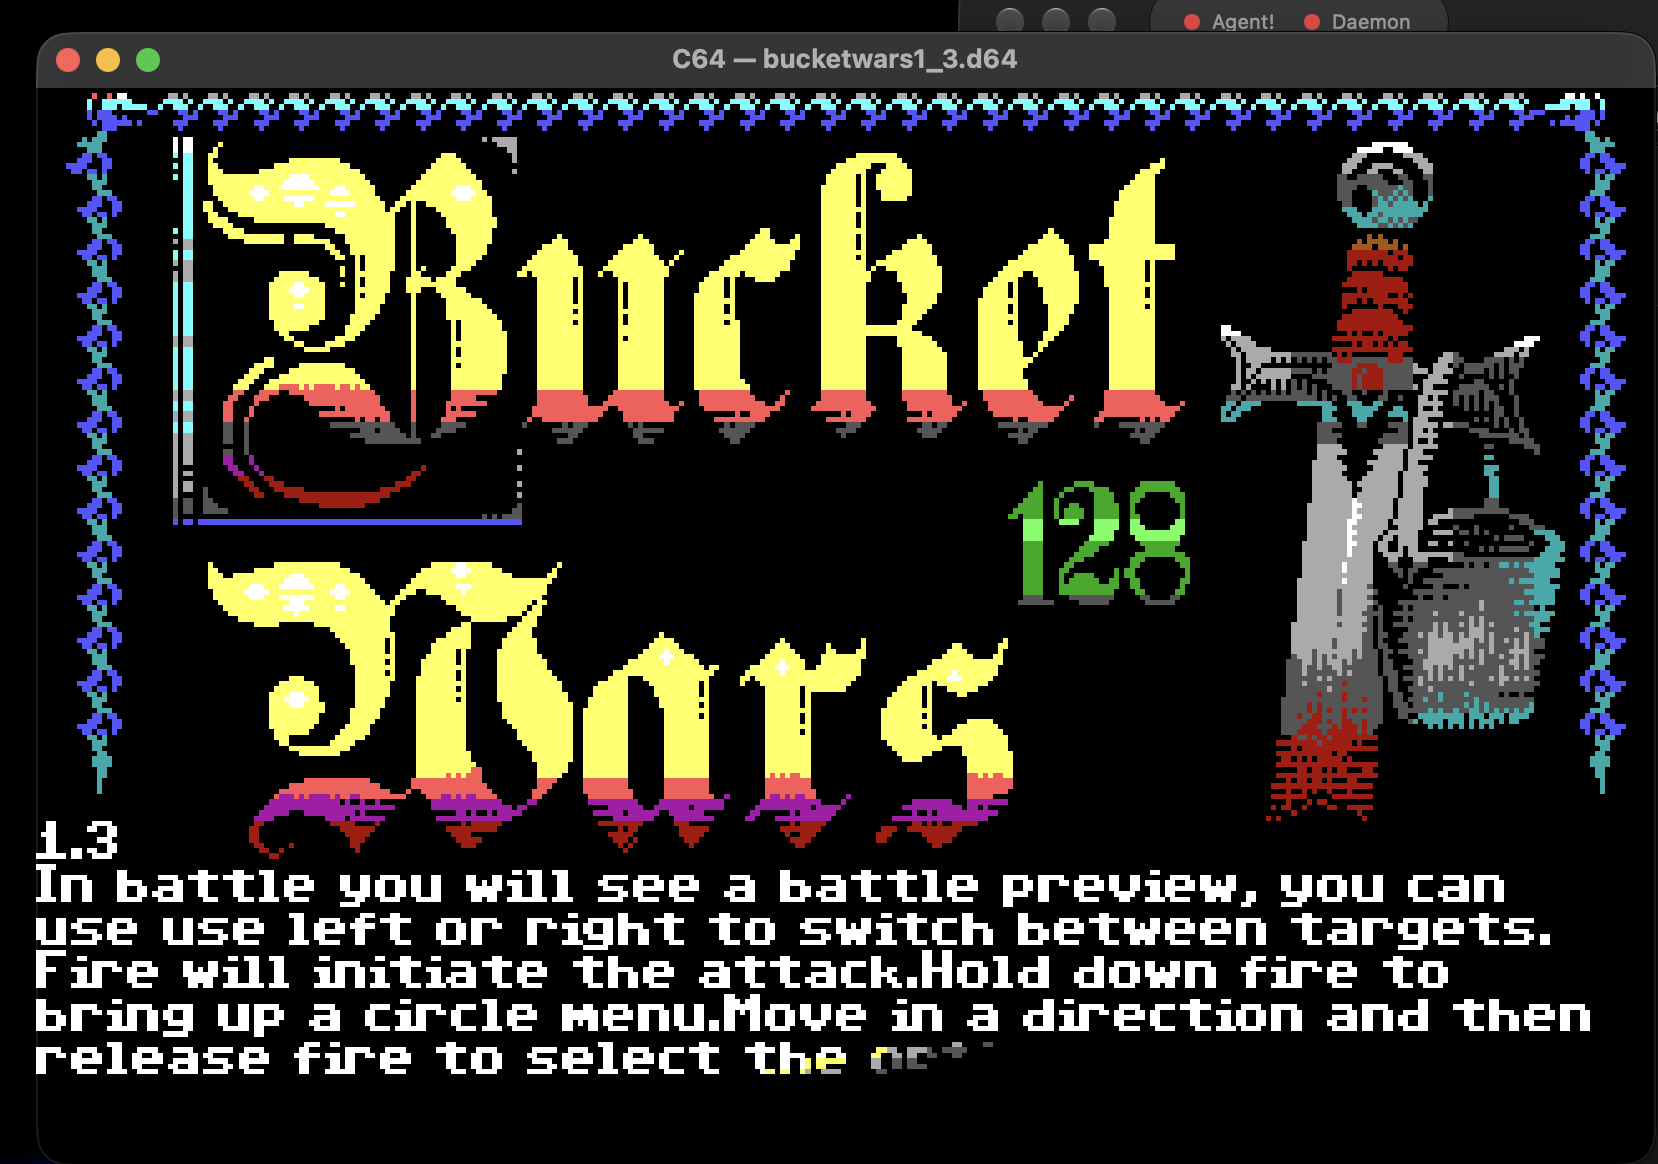 Agent! Daemon
C64 — bucketwars1_3.d64
Bucket
128
Wars
1.3
In battle you will see a battle preview, you can
use use left or right to switch between targets.
Fire will initiate the attack.Hold down fire to
bring up a circle menu.Move in a direction and then
release fire to select the